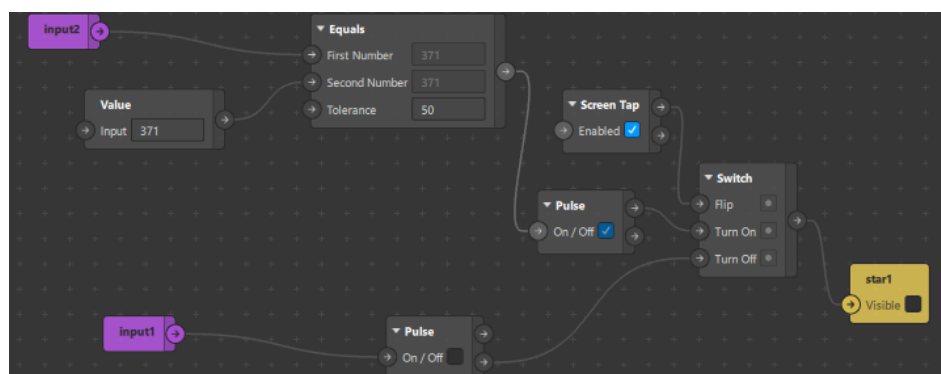 input2
Equals
First Number 371
Second Number 371
Tolerance 50
Value
Input 371
Screen Tap
Enabled
Switch
Flip
Turn On
Turn Off
Pulse
On / Off
star1
Visible
input1
Pulse
On / Off